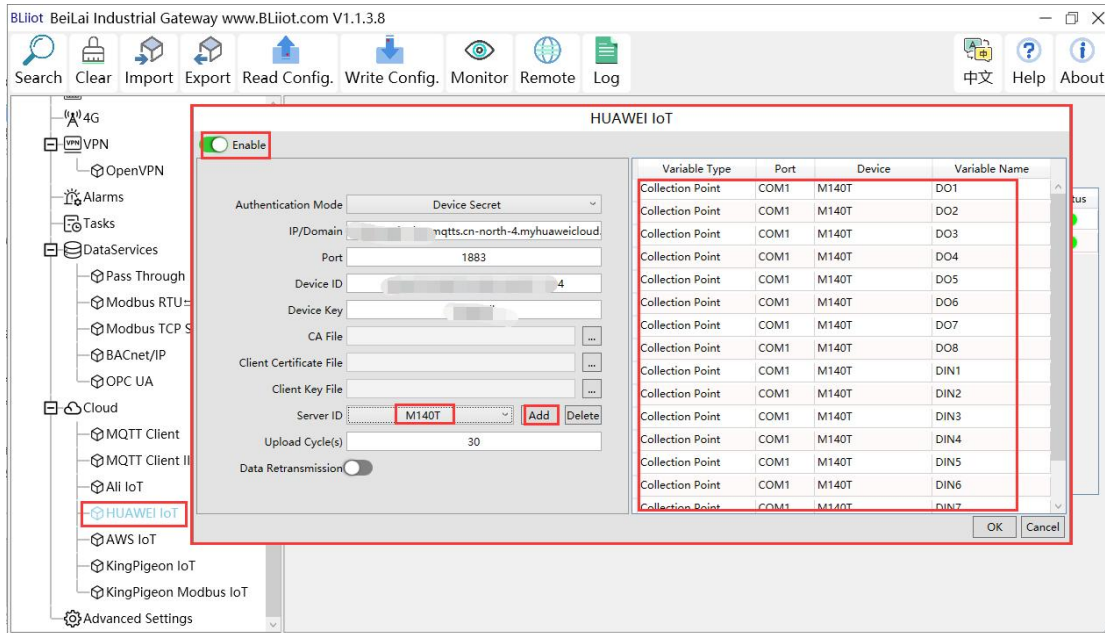 BLiiot BeiLai Industrial Gateway www.BLiiot.com V1.1.3.8
Search Clear Import Export Read Config. Write Config. Monitor Remote Log 中文 Help About
4G
VPN
OpenVPN
Alarms
Tasks
DataServices
Pass Through
Modbus RTU
Modbus TCP S
BACnet/IP
OPC UA
Cloud
MQTT Client
MQTT Client II
Ali IoT
HUAWEI IoT
AWS IoT
KingPigeon IoT
KingPigeon Modbus IoT
Advanced Settings
HUAWEI IoT
Enable
Authentication Mode Device Secret
IP/Domain mqtts.cn-north-4.myhuaweicloud.
Port 1883
Device ID 4
Device Key
CA File ...
Client Certificate File ...
Client Key File ...
Server ID M140T Add Delete
Upload Cycle(s) 30
Data Retransmission
Variable Type Port Device Variable Name
Collection Point COM1 M140T DO1
Collection Point COM1 M140T DO2
Collection Point COM1 M140T DO3
Collection Point COM1 M140T DO4
Collection Point COM1 M140T DO5
Collection Point COM1 M140T DO6
Collection Point COM1 M140T DO7
Collection Point COM1 M140T DO8
Collection Point COM1 M140T DIN1
Collection Point COM1 M140T DIN2
Collection Point COM1 M140T DIN3
Collection Point COM1 M140T DIN4
Collection Point COM1 M140T DIN5
Collection Point COM1 M140T DIN6
Collection Point COM1 M140T DIN7
OK Cancel
tus